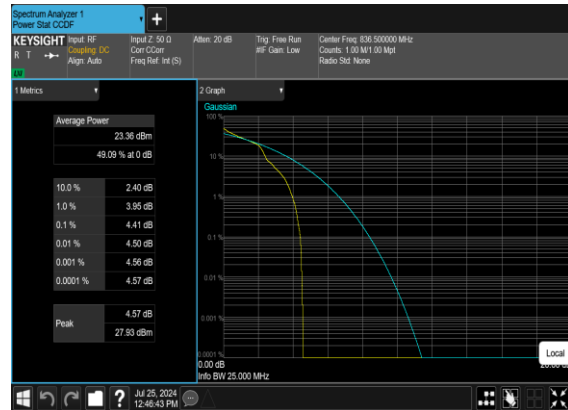 Spectrum Analyzer 1
Power Stat CCDF
KEYSIGHT
R T
LW
Input: RF
Coupling: DC
Align: Auto
Input Z: 50 Ω
Corr CCorr
Freq Ref: Int (S)
Atten: 20 dB
Trig: Free Run
#IF Gain: Low
Center Freq: 836.500000 MHz
Counts: 1.00 M/1.00 Mpt
Radio Std: None
1 Metrics
Average Power
23.36 dBm
49.09 % at 0 dB
10.0 % 2.40 dB
1.0 % 3.95 dB
0.1 % 4.41 dB
0.01 % 4.50 dB
0.001 % 4.56 dB
0.0001 % 4.57 dB
Peak
4.57 dB
27.93 dBm
2 Graph
Gaussian
100 %
10 %
1 %
0.1 %
0.01 %
0.001 %
0.0001 %
0.00 dB
Info BW 25.000 MHz
Local
?
Jul 25, 2024
12:46:43 PM